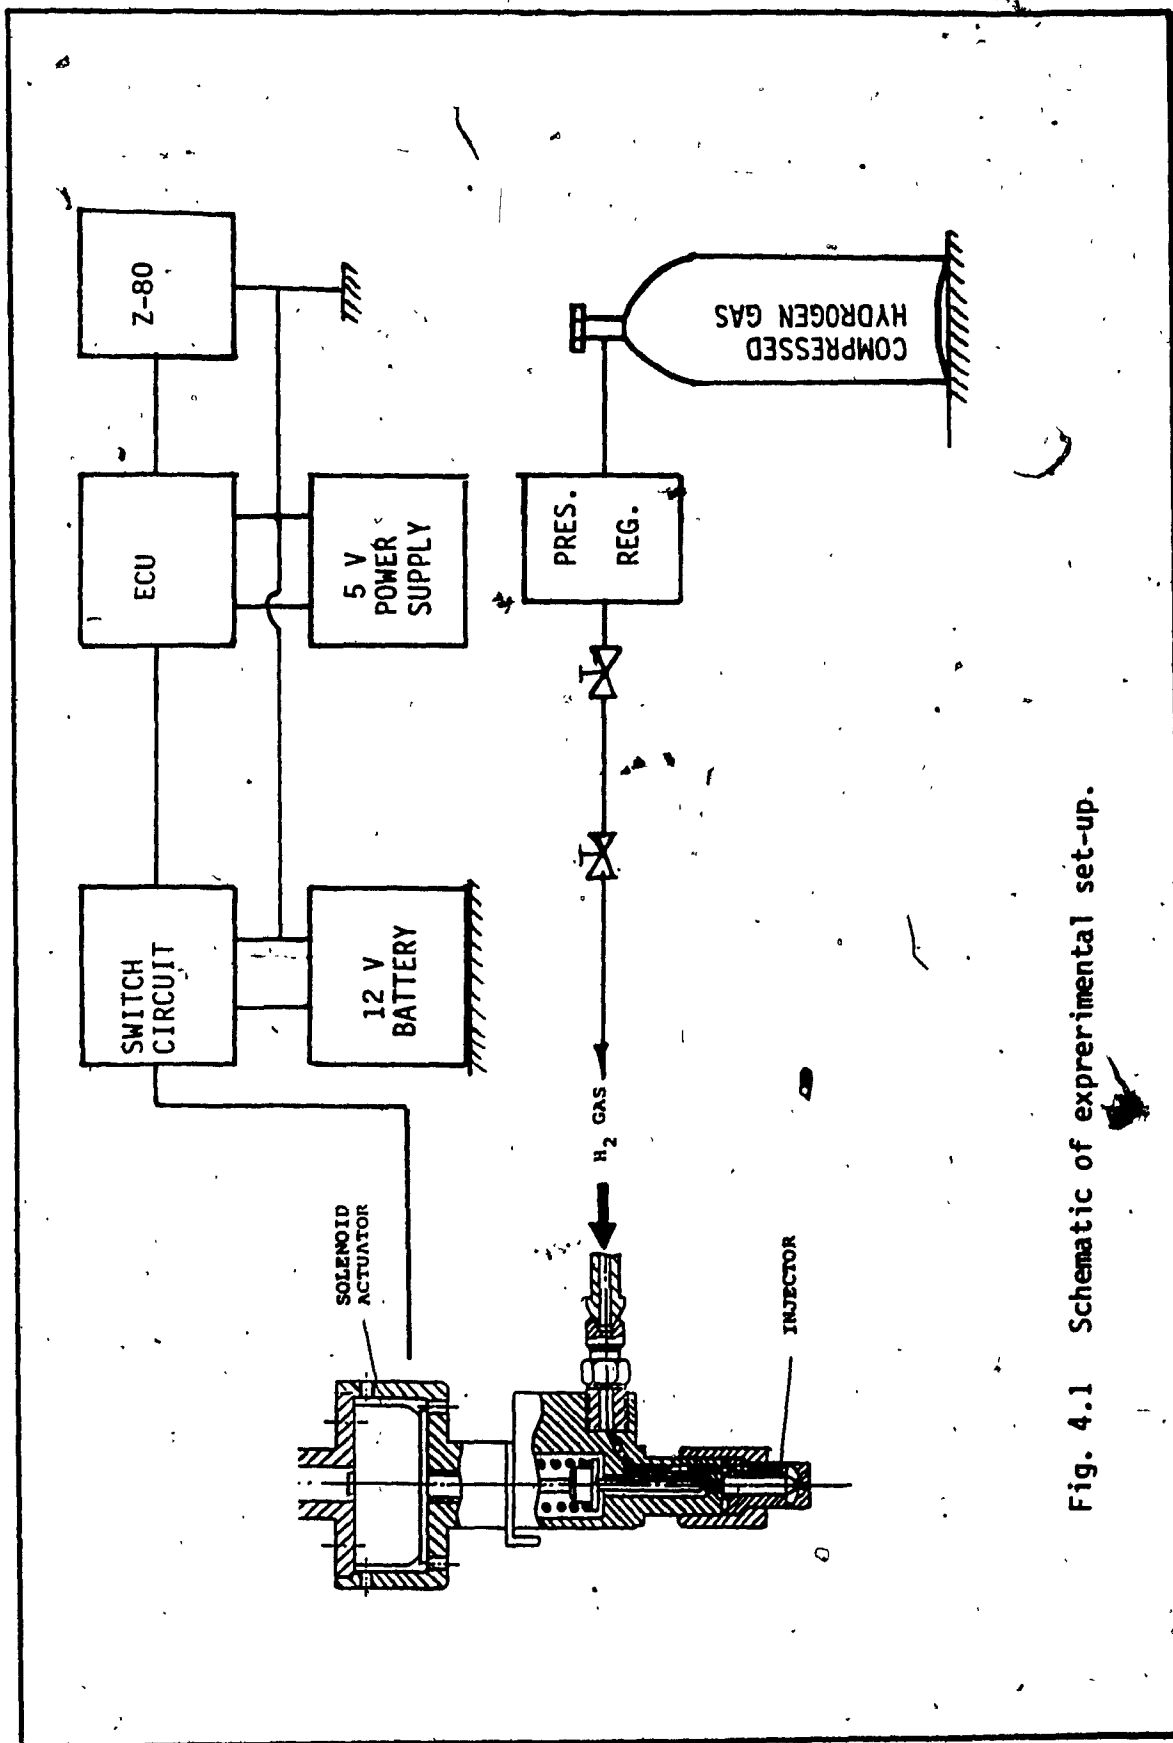 Z-80
ECU
SWITCH
CIRCUIT
5 V
POWER
SUPPLY
12 V
BATTERY
SOLENOID
ACTUATOR
PRES.
REG.
COMPRESSED
HYDROGEN GAS
H₂ GAS
INJECTOR
Fig. 4.1 Schematic of exprerimental set-up.